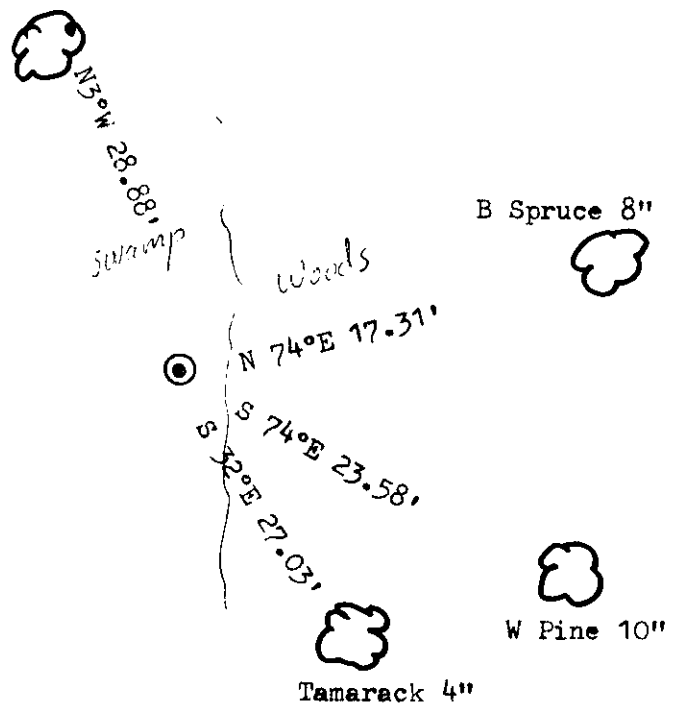 N3°W 28.88'
swamp
woods
B Spruce 8"
N 74°E 17.31'
S 74°E 23.58'
S 32°E 27.03'
W Pine 10"
Tamarack 4"